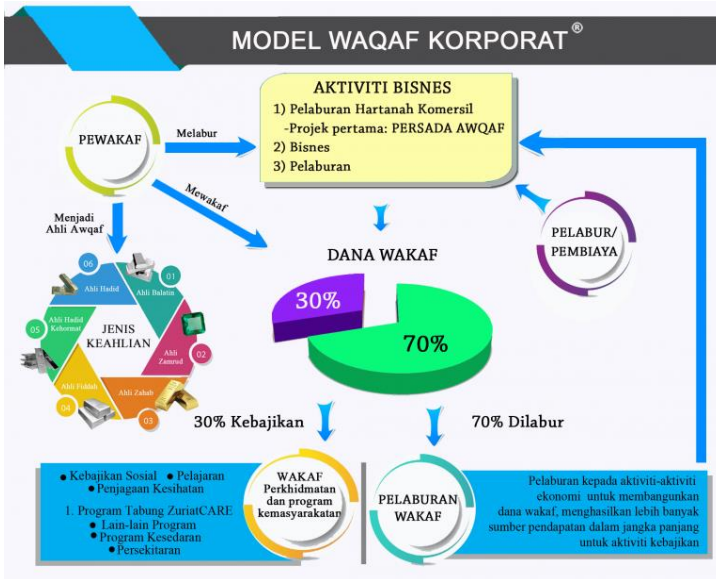 MODEL WAQAF KORPORAT®
AKTIVITI BISNES
1) Pelaburan Hartanah Komersil
-Projek pertama: PERSADA AWQAF
2) Bisnes
3) Pelaburan
PEWAKAF
Melabur
Mewakaf
Menjadi
Ahli Awqaf
PELABUR/
PEMBIAYA
DANA WAKAF
30%
70%
JENIS
KEAHLIAN
01
Ahli Balatin
02
Ahli
Zamrud
03
Ahli Zahab
04
Ahli Fiddah
05
Ahli Hadid
Kehormat
06
Ahli Hadid
30% Kebajikan
70% Dilabur
● Kebajikan Sosial ● Pelajaran
● Penjagaan Kesihatan
1. Program Tabung ZuriatCARE
● Lain-lain Program
● Program Kesedaran
● Persekitaran
WAKAF
Perkhidmatan
dan program
kemasyarakatan
PELABURAN
WAKAF
Pelaburan kepada aktiviti-aktiviti
ekonomi untuk membangunkan
dana wakaf, menghasilkan lebih banyak
sumber pendapatan dalam jangka panjang
untuk aktiviti kebajikan